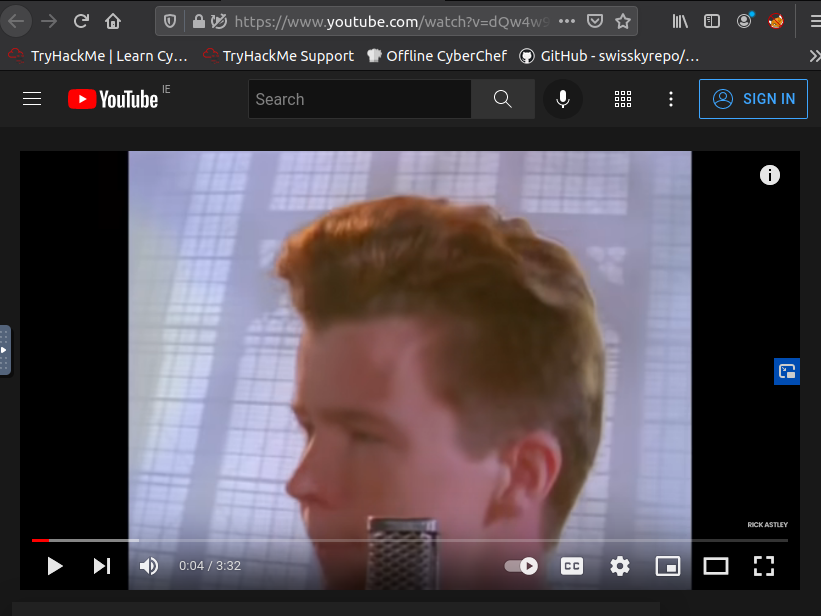 https://www.youtube.com/watch?v=dQw4w9
TryHackMe | Learn Cy… TryHackMe Support Offline CyberChef GitHub - swisskyrepo/…
YouTube IE Search SIGN IN
RICK ASTLEY
0:04 / 3:32 CC